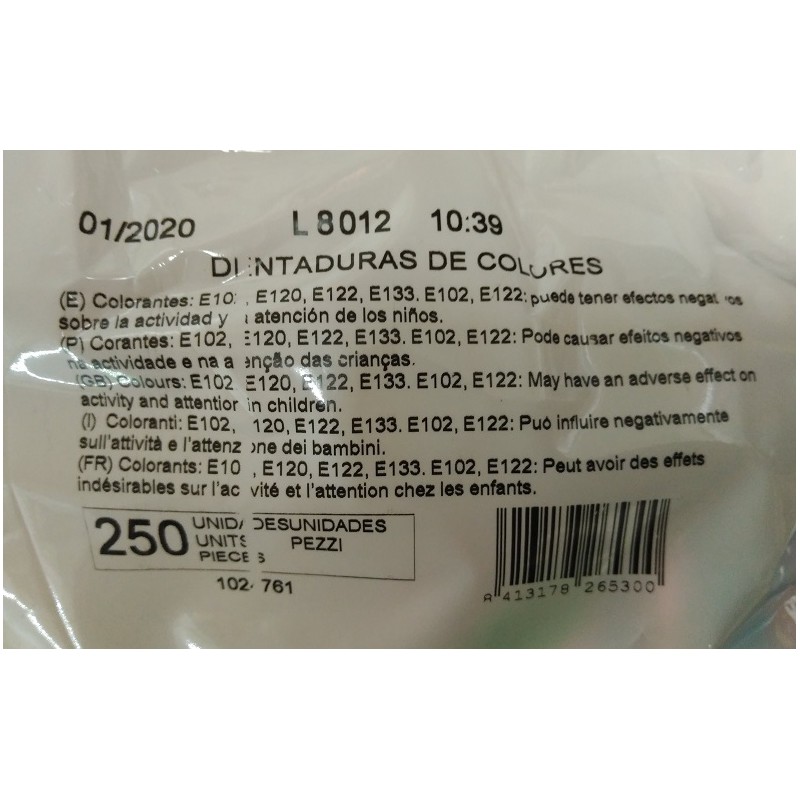 01/2020 L 8012 10:39
DENTADURAS DE COLORES
(E) Colorantes: E102, E120, E122, E133. E102, E122: puede tener efectos negativos
sobre la actividad y la atención de los niños.
(P) Corantes: E102, E120, E122, E133. E102, E122: Pode causar efeitos negativos
na actividade e na atenção das crianças.
(GB) Colours: E102 E120, E122, E133. E102, E122: May have an adverse effect on
activity and attention in children.
(I) Coloranti: E102, E120, E122, E133. E102, E122: Può influire negativamente
sull'attività e l'attenzione dei bambini.
(FR) Colorants: E102, E120, E122, E133. E102, E122: Peut avoir des effets
indésirables sur l'activité et l'attention chez les enfants.
250 UNIDADES UNIDADES
UNITS PEZZI
PIECES
8 413178 265300